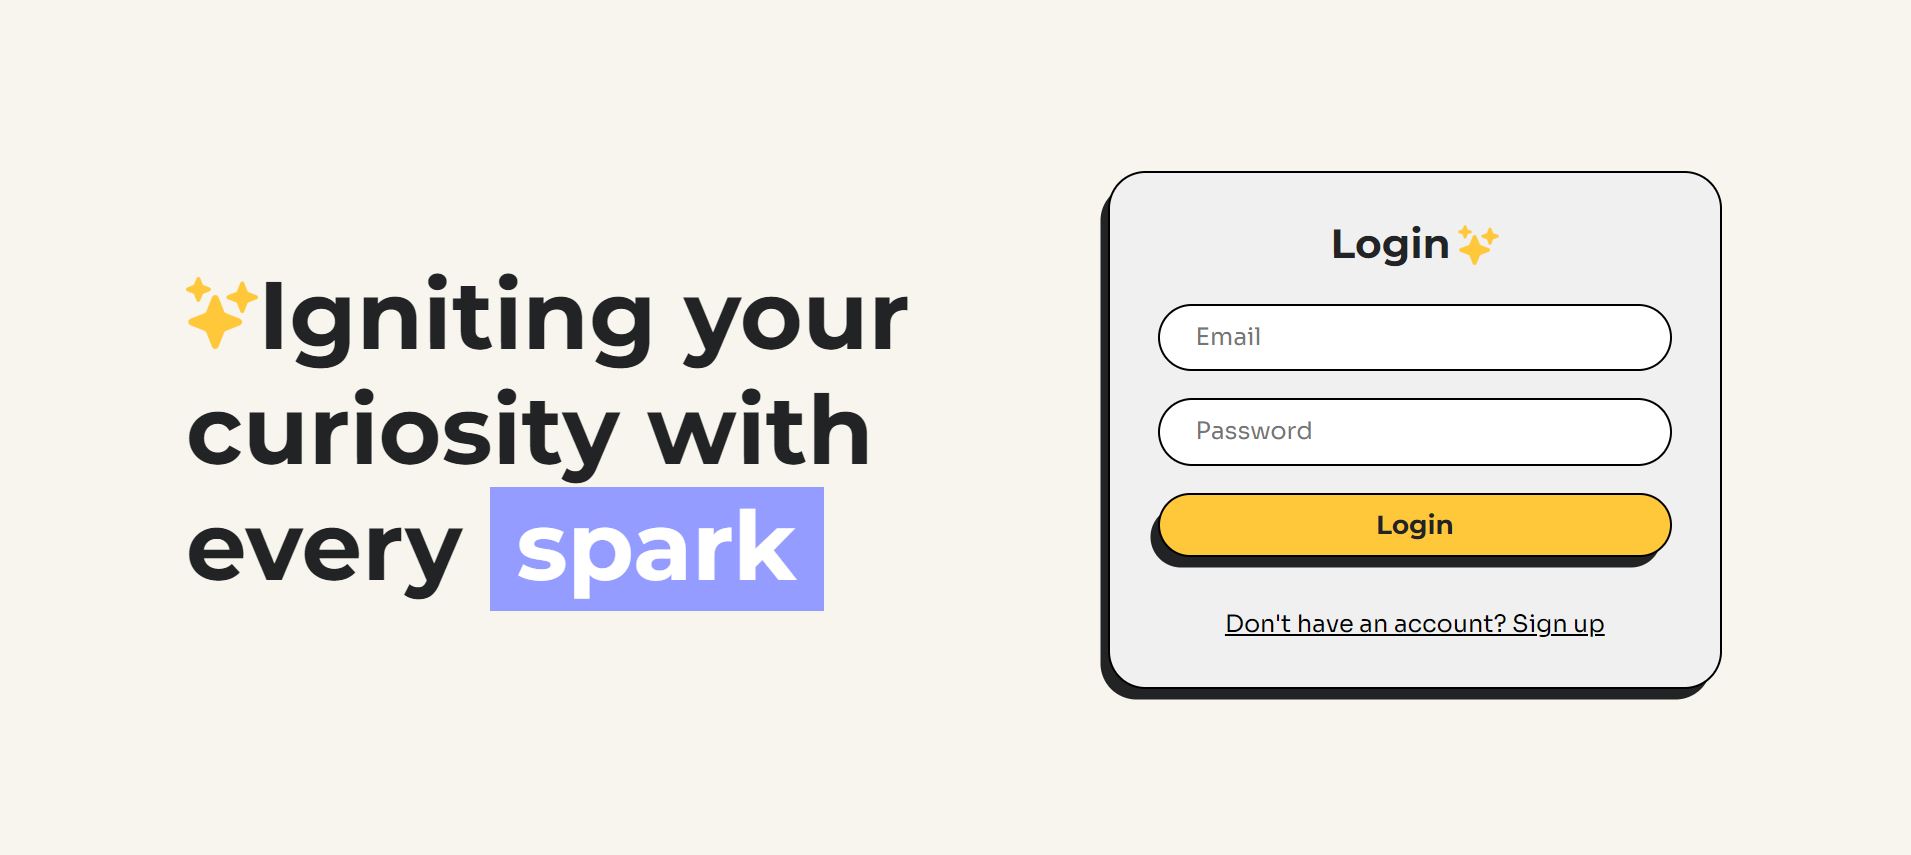 Igniting your
curiosity with
every spark
Login
Email
Password
Login
Don't have an account? Sign up